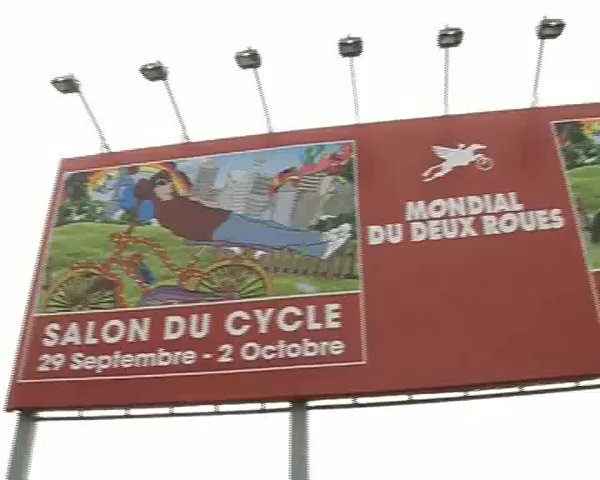 SALON DU CYCLE
29 Septembre - 2 Octobre
MONDIAL
DU DEUX ROUES